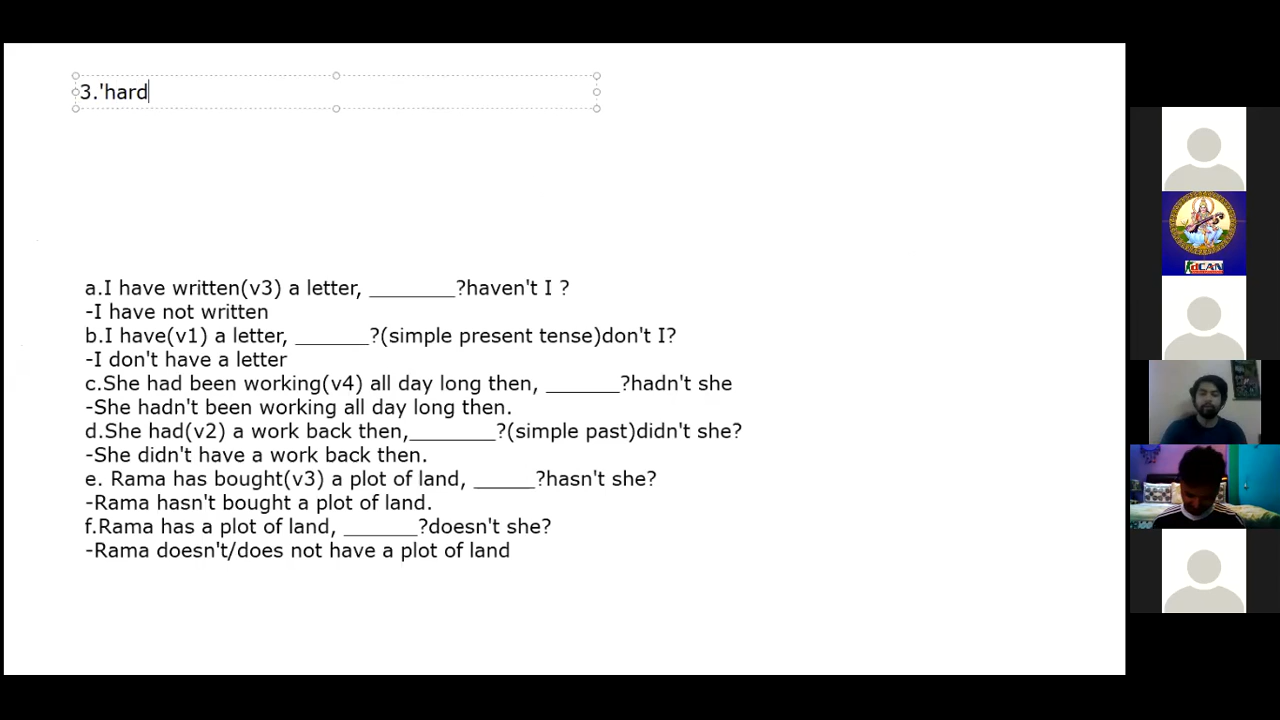 3.'hard
a.I have written(v3) a letter, ________?haven't I ?
-I have not written
b.I have(v1) a letter, _______?(simple present tense)don't I?
-I don't have a letter
c.She had been working(v4) all day long then, _______?hadn't she
-She hadn't been working all day long then.
d.She had(v2) a work back then,________?(simple past)didn't she?
-She didn't have a work back then.
e. Rama has bought(v3) a plot of land, ______?hasn't she?
-Rama hasn't bought a plot of land.
f.Rama has a plot of land, _______?doesn't she?
-Rama doesn't/does not have a plot of land